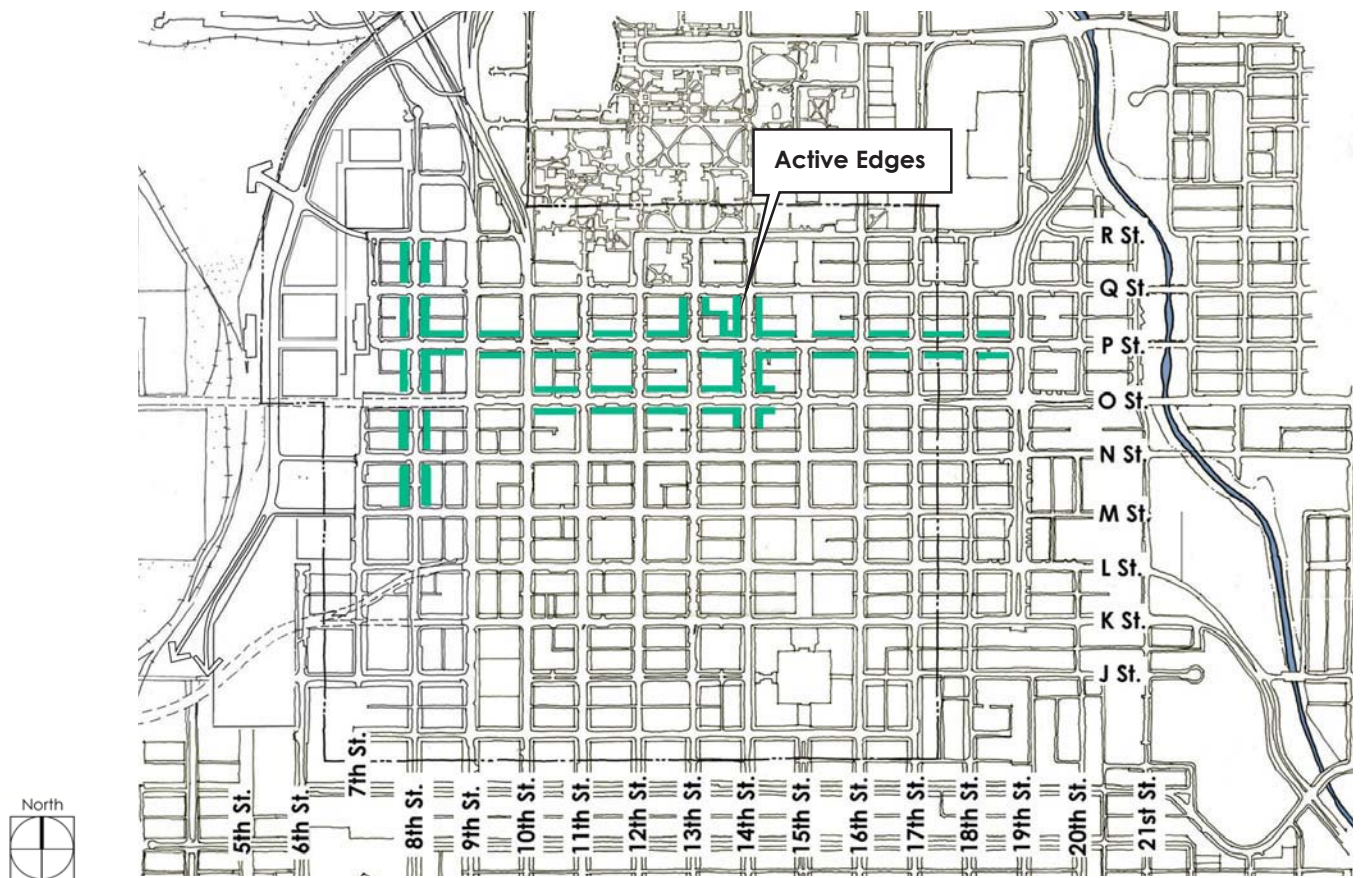 Active Edges
R St.
Q St.
P St.
O St.
N St.
M St.
L St.
K St.
J St.
5th St.
6th St.
7th St.
8th St.
9th St.
10th St.
11th St.
12th St.
13th St.
14th St.
15th St.
16th St.
17th St.
18th St.
19th St.
20th St.
21st St.
North